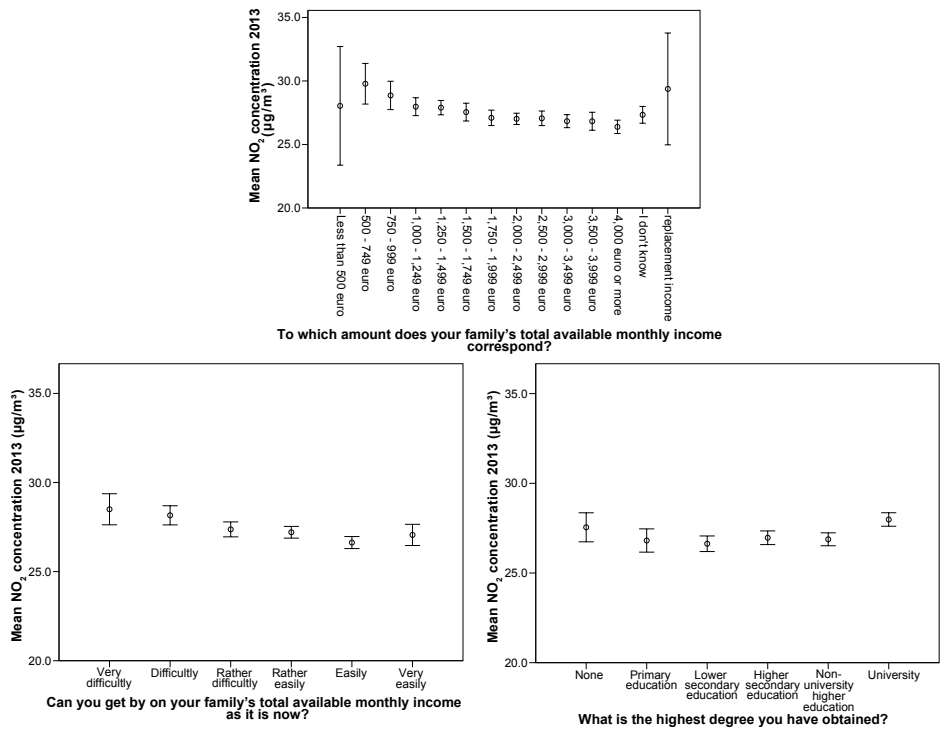 Mean NO₂ concentration 2013
(µg/m³)
35.0
30.0
25.0
20.0
Less than 500 euro
500 - 749 euro
750 - 999 euro
1,000 - 1,249 euro
1,250 - 1,499 euro
1,500 - 1,749 euro
1,750 - 1,999 euro
2,000 - 2,499 euro
2,500 - 2,999 euro
3,000 - 3,499 euro
3,500 - 3,999 euro
4,000 euro or more
I don't know
replacement income
To which amount does your family's total available monthly income
correspond?
Mean NO₂ concentration 2013 (µg/m³)
35.0
30.0
25.0
20.0
Very
difficultly
Difficultly
Rather
difficultly
Rather
easily
Easily
Very
easily
Can you get by on your family's total available monthly income
as it is now?
Mean NO₂ concentration 2013 (µg/m³)
35.0
30.0
25.0
20.0
None
Primary
education
Lower
secondary
education
Higher
secondary
education
Non-
university
higher
education
University
What is the highest degree you have obtained?